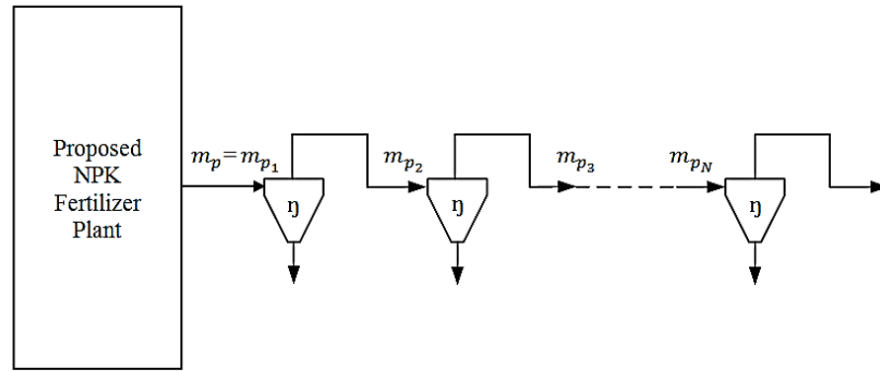 Proposed
NPK
Fertilizer
Plant
m_p=m_{p_1}
m_{p_2}
m_{p_3}
m_{p_N}
ŋ
ŋ
ŋ